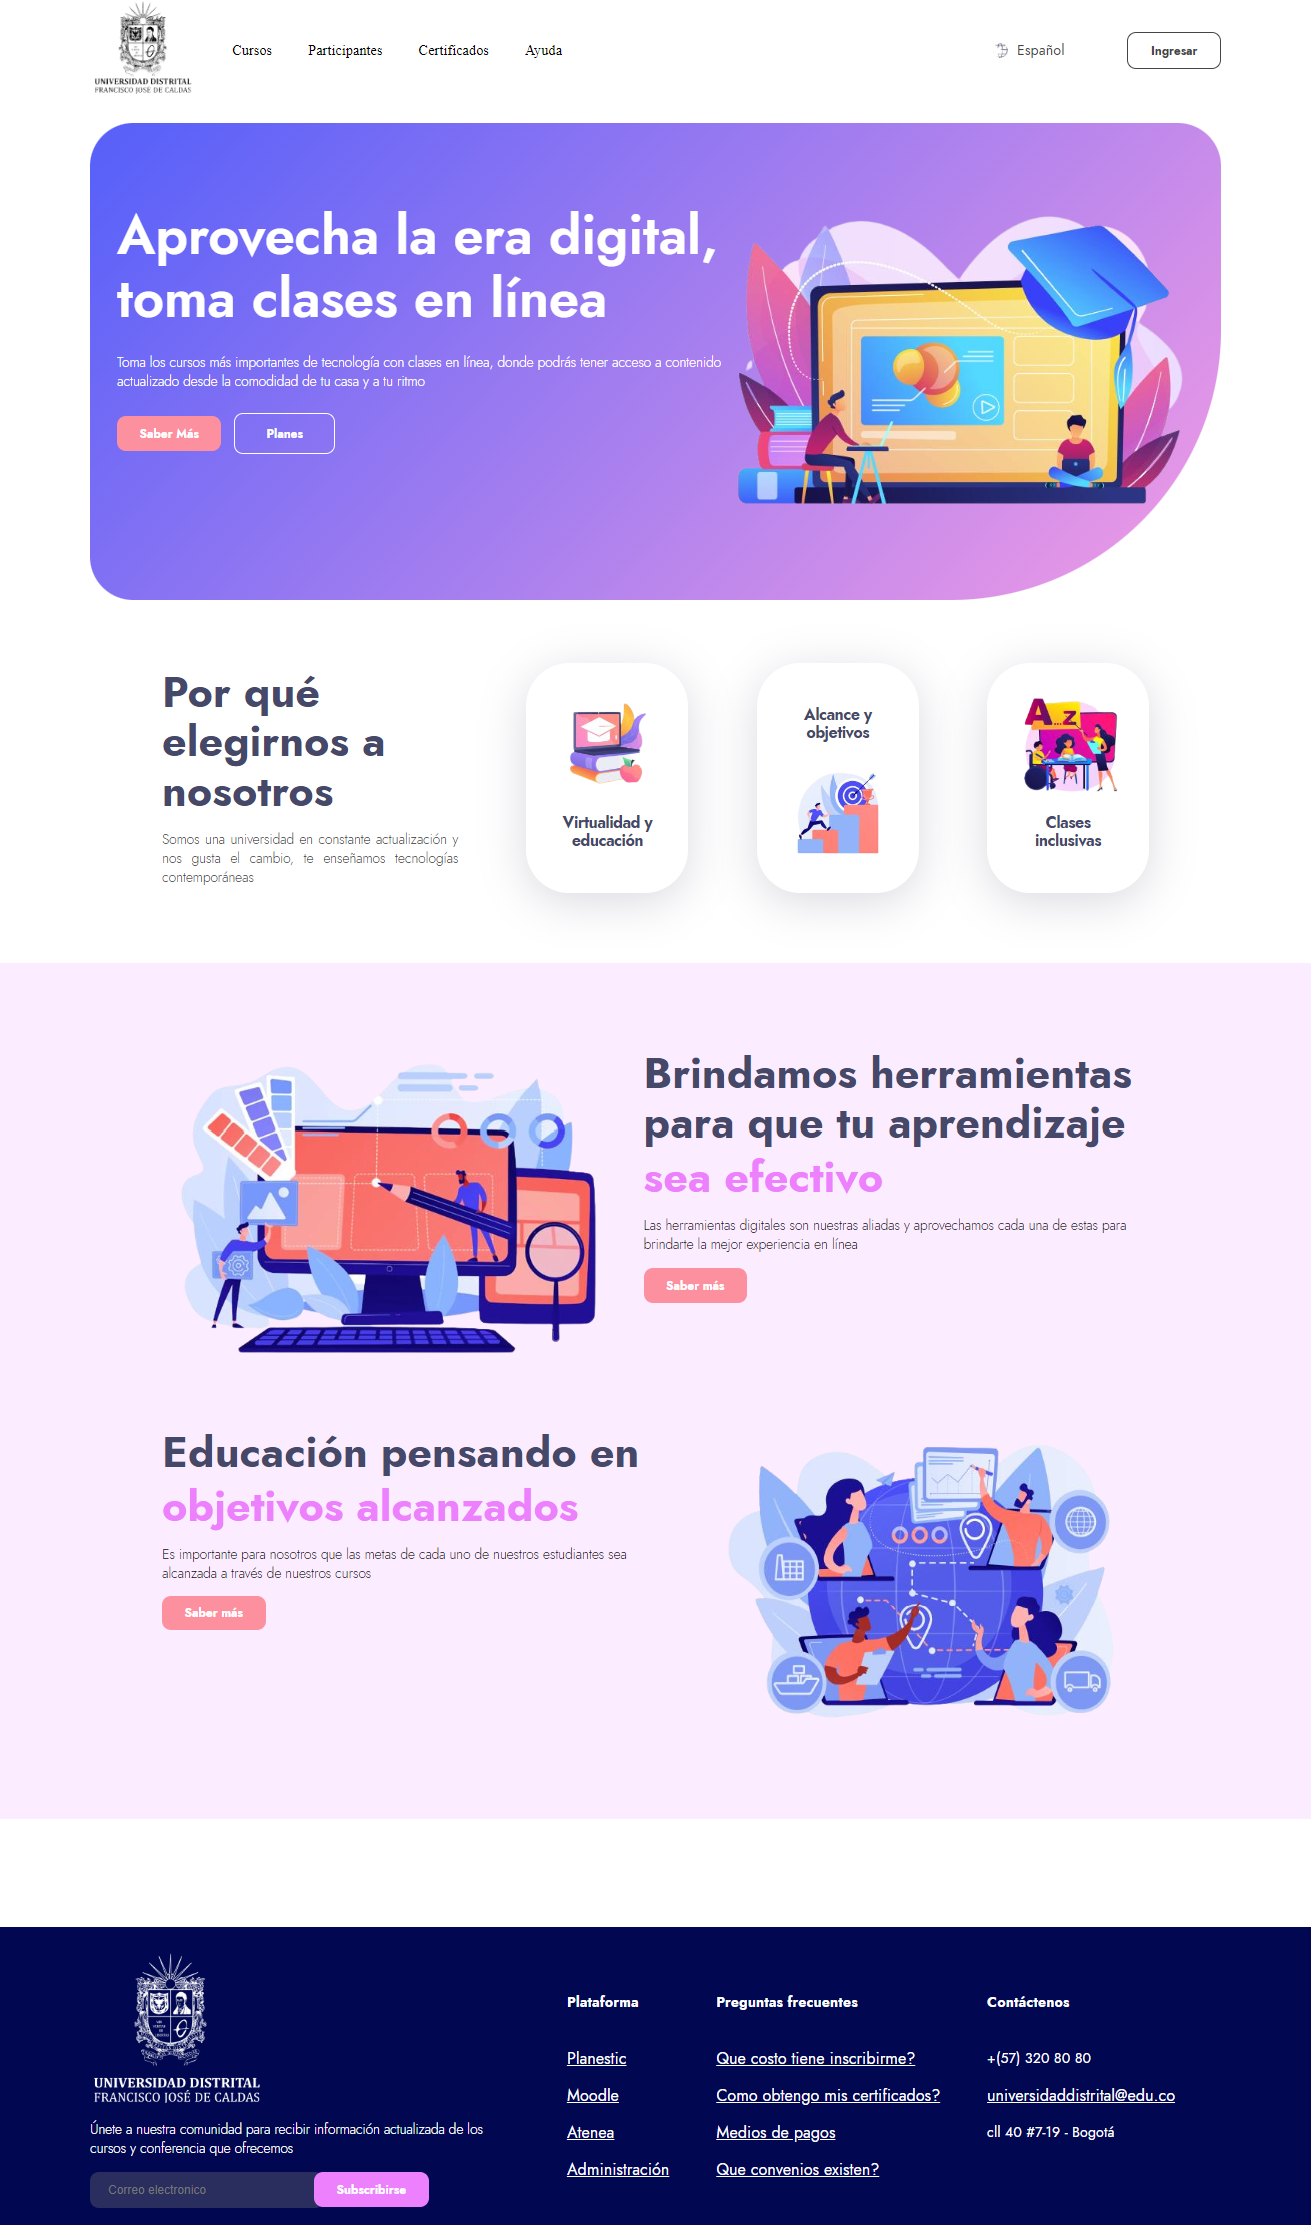 UNIVERSIDAD DISTRITAL
FRANCISCO JOSE DE CALDAS
Cursos
Participantes
Certificados
Ayuda
Español
Ingresar
Aprovecha la era digital,
toma clases en línea
Toma los cursos más importantes de tecnología con clases en línea, donde podrás tener acceso a contenido
actualizado desde la comodidad de tu casa y a tu ritmo
Saber Más
Planes
Por qué
elegirnos a
nosotros
Somos una universidad en constante actualización y
nos gusta el cambio, te enseñamos tecnologías
contemporáneas
Virtualidad y
educación
Alcance y
objetivos
A...Z
Clases
inclusivas
Brindamos herramientas
para que tu aprendizaje
sea efectivo
Las herramientas digitales son nuestras aliadas y aprovechamos cada una de estas para
brindarte la mejor experiencia en línea
Saber más
Educación pensando en
objetivos alcanzados
Es importante para nosotros que las metas de cada uno de nuestros estudiantes sea
alcanzada a través de nuestros cursos
Saber más
UNIVERSIDAD DISTRITAL
FRANCISCO JOSÉ DE CALDAS
Únete a nuestra comunidad para recibir información actualizada de los
cursos y conferencia que ofrecemos
Correo electronico
Subscribirse
Plataforma
Planestic
Moodle
Atenea
Administración
Preguntas frecuentes
Que costo tiene inscribirme?
Como obtengo mis certificados?
Medios de pagos
Que convenios existen?
Contáctenos
+(57) 320 80 80
universidaddistrital@edu.co
cll 40 #7-19 - Bogotá